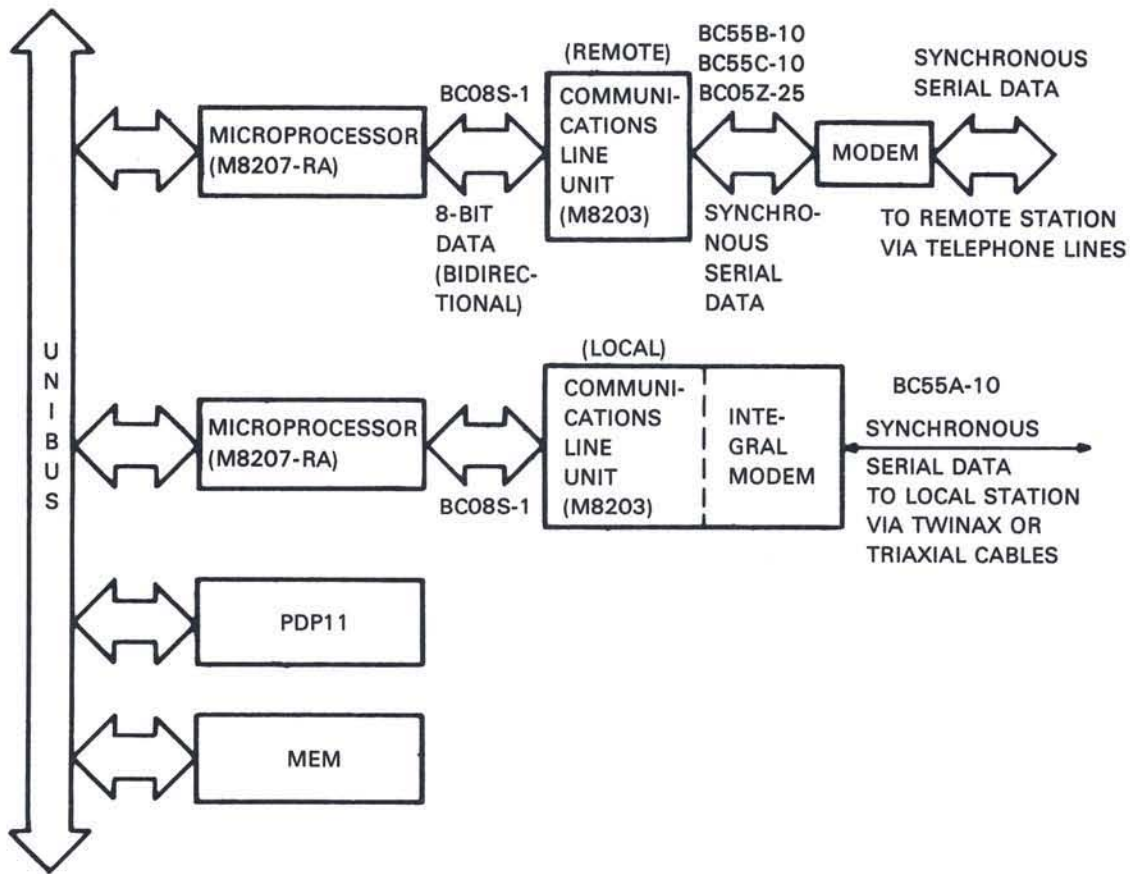 UNIBUS
MICROPROCESSOR
(M8207-RA)
BC08S-1
8-BIT
DATA
(BIDIREC-
TIONAL)
(REMOTE)
COMMUNI-
CATIONS
LINE
UNIT
(M8203)
BC55B-10
BC55C-10
BC05Z-25
SYNCHRO-
NOUS
SERIAL
DATA
MODEM
SYNCHRONOUS
SERIAL DATA
TO REMOTE STATION
VIA TELEPHONE LINES
MICROPROCESSOR
(M8207-RA)
BC08S-1
(LOCAL)
COMMUNI-
CATIONS
LINE
UNIT
(M8203)
INTE-
GRAL
MODEM
BC55A-10
SYNCHRONOUS
SERIAL DATA
TO LOCAL STATION
VIA TWINAX OR
TRIAXIAL CABLES
PDP11
MEM